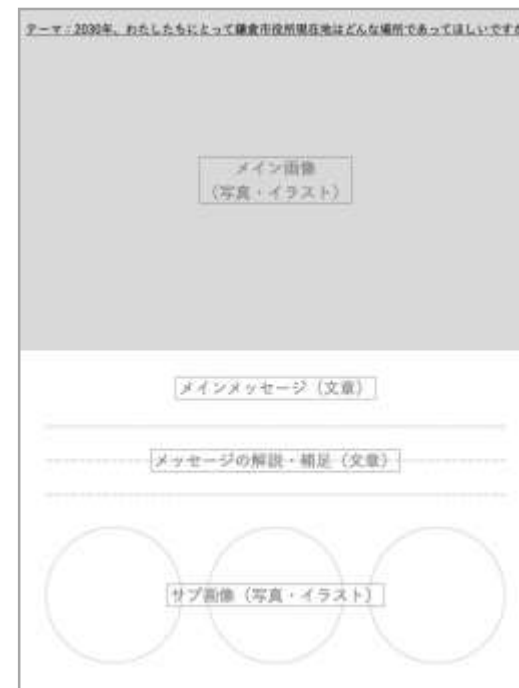 テーマ：2030年、わたしたちにとって鎌倉市役所現在地はどんな場所であってほしいですか
メイン画像
（写真・イラスト）
メインメッセージ（文章）
メッセージの解説・補足（文章）
サブ画像（写真・イラスト）